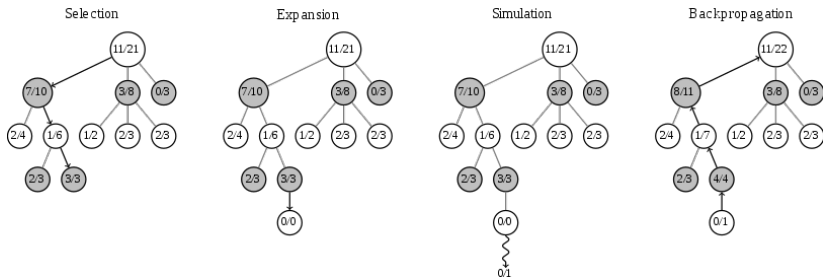 Selection
11/21
7/10 3/8 0/3
2/4 1/6 1/2 2/3 2/3
2/3 3/3
Expansion
11/21
7/10 3/8 0/3
2/4 1/6 1/2 2/3 2/3
2/3 3/3
0/0
Simulation
11/21
7/10 3/8 0/3
2/4 1/6 1/2 2/3 2/3
2/3 3/3
0/0
0/1
Backpropagation
11/22
8/11 3/8 0/3
2/4 1/7 1/2 2/3 2/3
2/3 4/4
0/1